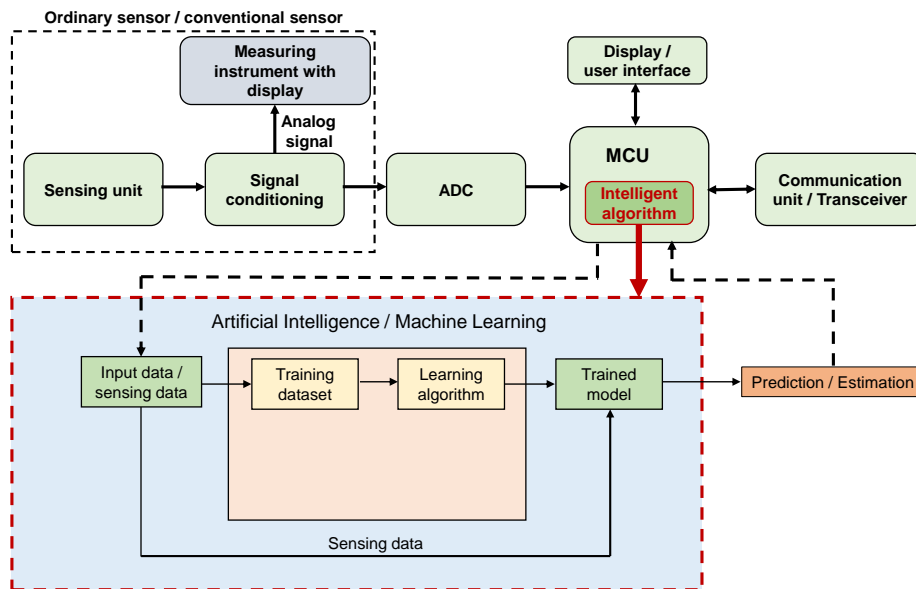 Ordinary sensor / conventional sensor
Measuring
instrument with
display
Display /
user interface
Analog
signal
Sensing unit
Signal
conditioning
ADC
MCU
Intelligent
algorithm
Communication
unit / Transceiver
Artificial Intelligence / Machine Learning
Input data /
sensing data
Training
dataset
Learning
algorithm
Trained
model
Prediction / Estimation
Sensing data